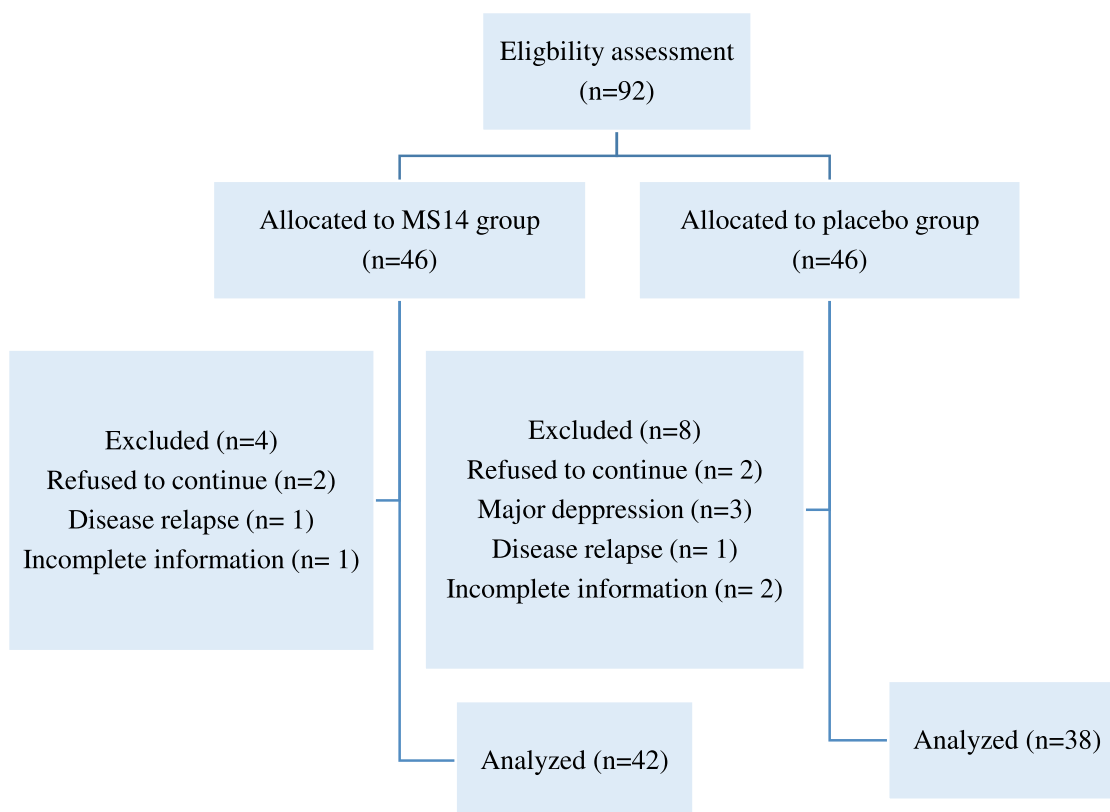 Eligbility assessment
(n=92)
Allocated to MS14 group
(n=46)
Allocated to placebo group
(n=46)
Excluded (n=4)
Refused to continue (n=2)
Disease relapse (n= 1)
Incomplete information (n= 1)
Excluded (n=8)
Refused to continue (n= 2)
Major deppression (n=3)
Disease relapse (n= 1)
Incomplete information (n= 2)
Analyzed (n=42)
Analyzed (n=38)